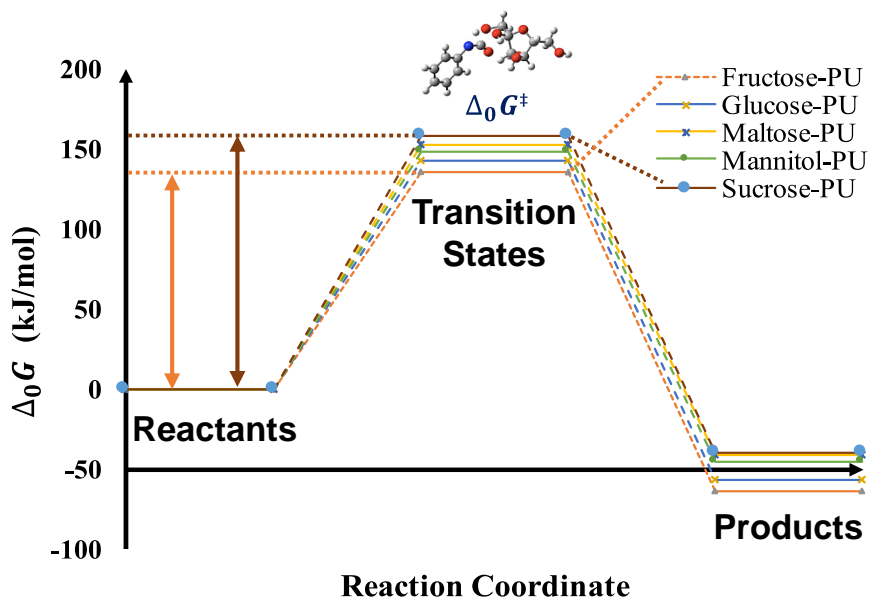 Δ₀G‡
200
150
100
50
0
-50
-100
Δ₀G (kJ/mol)
Fructose-PU
Glucose-PU
Maltose-PU
Mannitol-PU
Sucrose-PU
Transition
States
Reactants
Products
Reaction Coordinate